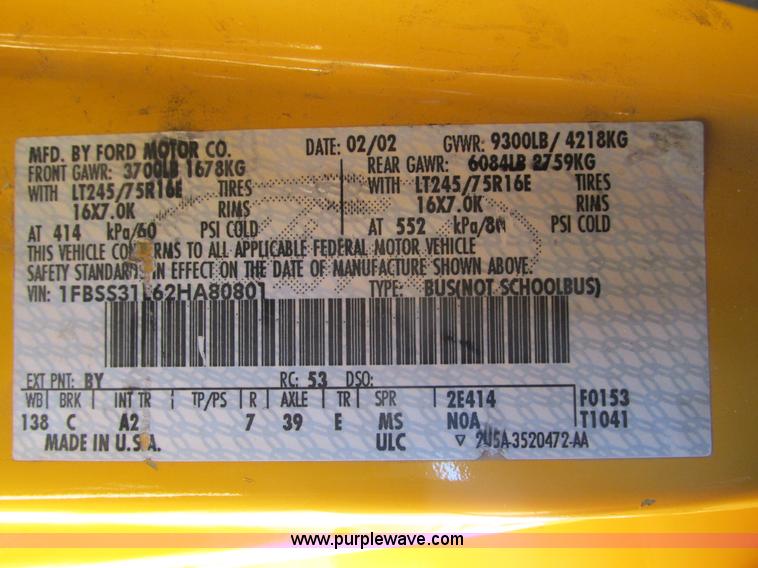 MFD. BY FORD MOTOR CO. DATE: 02/02 GVWR: 9300LB/ 4218KG
FRONT GAWR: 3700LB 1678KG REAR GAWR: 6084LB 2759KG
WITH LT245/75R16E TIRES WITH LT245/75R16E TIRES
16X7.0K RIMS 16X7.0K RIMS
AT 414 kPa/60 PSI COLD AT 552 kPa/80 PSI COLD
THIS VEHICLE CONFORMS TO ALL APPLICABLE FEDERAL MOTOR VEHICLE
SAFETY STANDARDS IN EFFECT ON THE DATE OF MANUFACTURE SHOWN ABOVE.
VIN: 1FBSS31L62HA80801 TYPE: BUS(NOT SCHOOLBUS)
EXT PNT: BY RC: 53 DSO:
WB BRK INT TR TP/PS R AXLE TR SPR 2E414 F0153
138 C A2 7 39 E MS NOA T1041
MADE IN U.S.A. ULC ▽ 2U5A-3520472-AA
www.purplewave.com